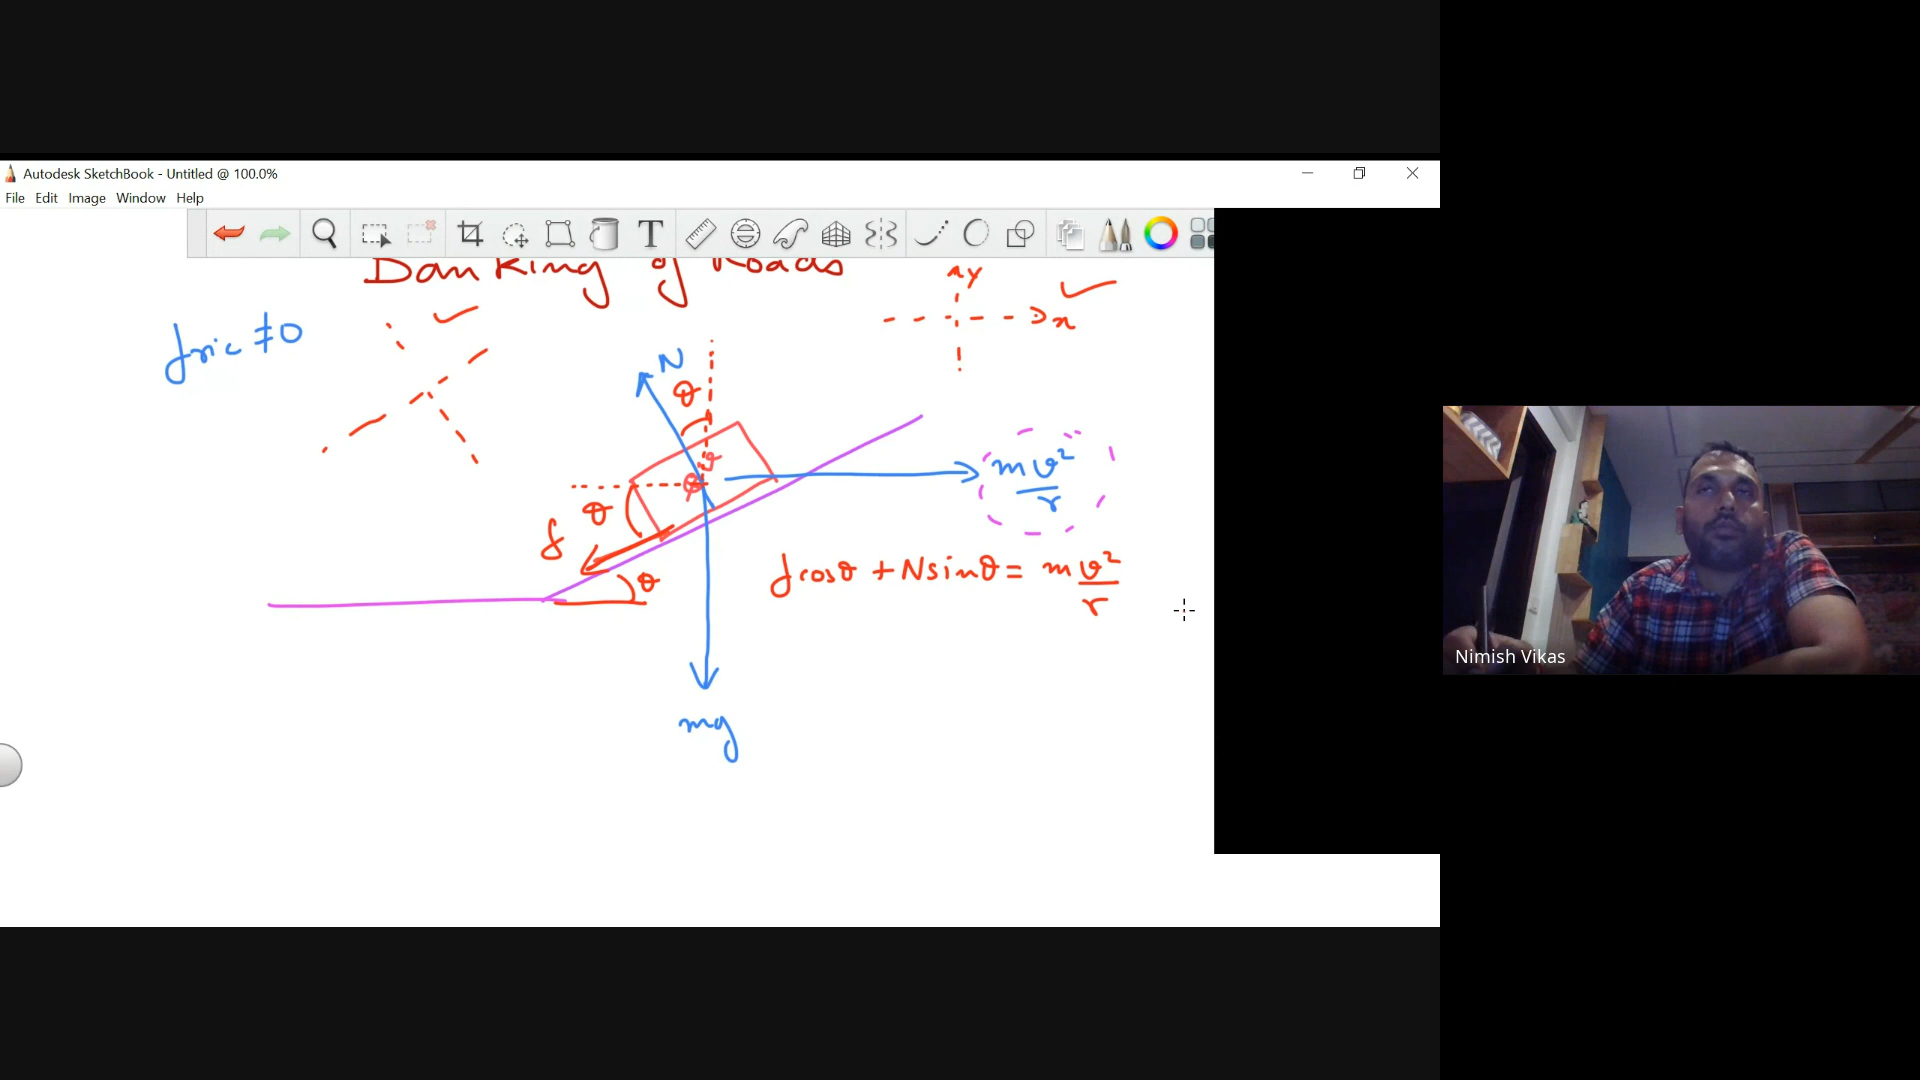 Autodesk SketchBook - Untitled @ 100.0%
File Edit Image Window Help
T
Banking of Roads
y
x
fric ≠ 0
N
θ
θ
θ
f
θ
θ
mv²/r
f cosθ + N sinθ = mv²/r
mg
Nimish Vikas